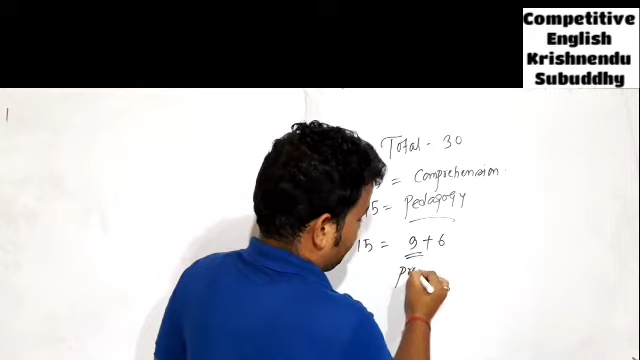 Competitive
English
Krishnendu
Subuddhy
Total - 30
= Comprehension.
15 = Pedagogy
15 = 9 + 6